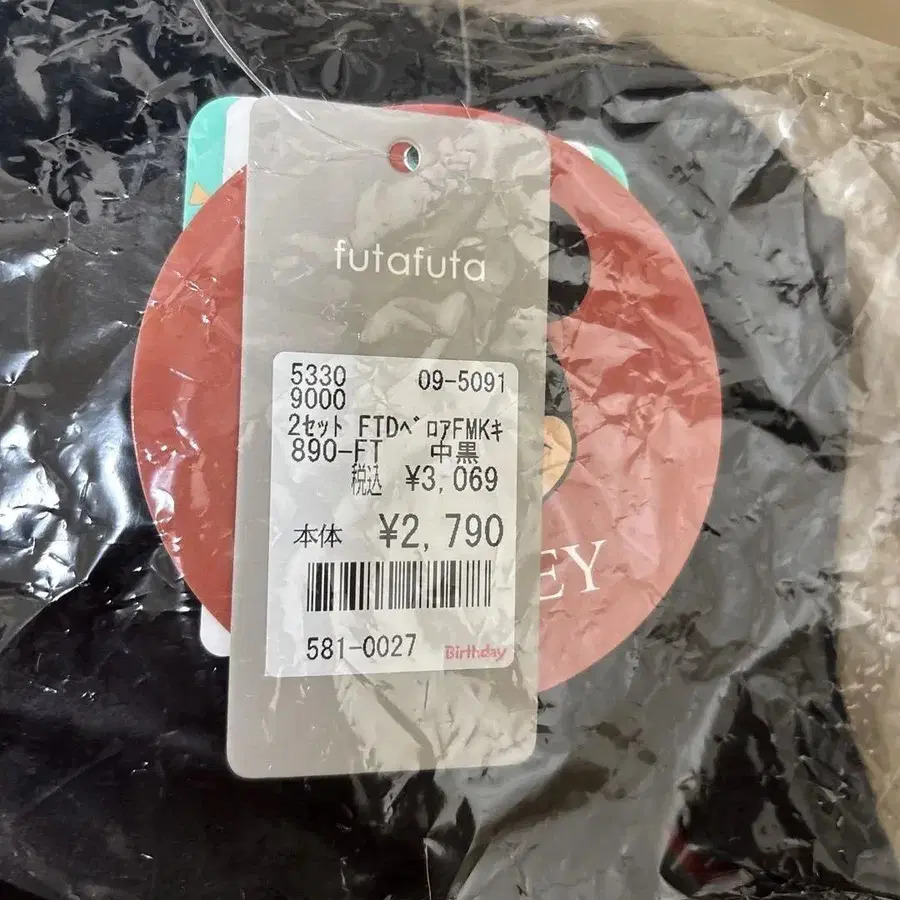 futafuta
5330 09-5091
9000
2セット FTDベロアFMKキ
890-FT 中黒
税込 ¥3,069
本体 ¥2,790
581-0027 Birthday
EY